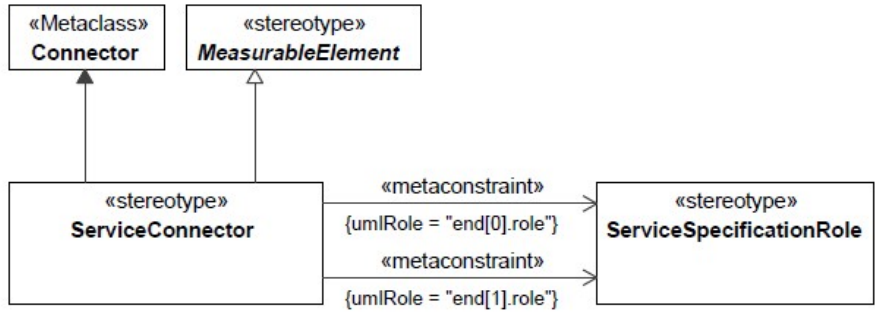 «Metaclass»
Connector
«stereotype»
MeasurableElement
«stereotype»
ServiceConnector
«metaconstraint»
{umlRole = "end[0].role"}
«metaconstraint»
{umlRole = "end[1].role"}
«stereotype»
ServiceSpecificationRole